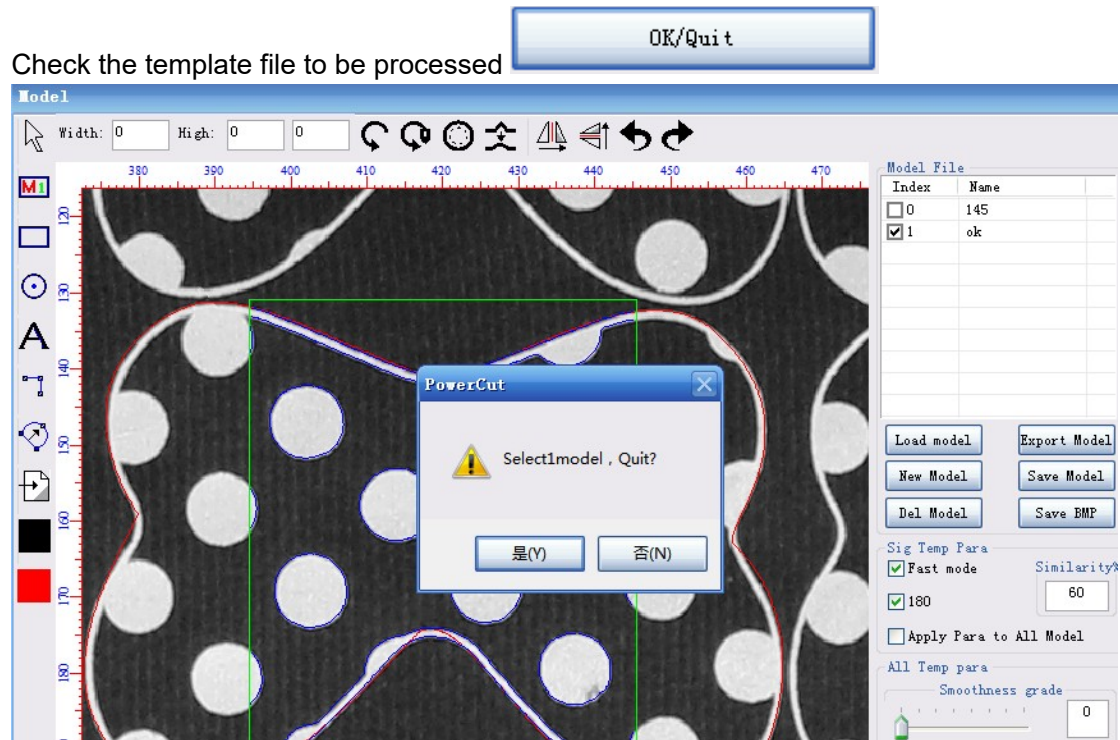 OK/Quit
Check the template file to be processed
Model
Width: 0 High: 0 0
380 390 400 410 420 430 440 450 460 470
120
130
140
150
160
170
180
M1
A
Model File
Index Name
0 145
1 ok
Load model Export Model
New Model Save Model
Del Model Save BMP
Sig Temp Para
Fast mode Similarity%
180 60
Apply Para to All Model
All Temp para
Smoothness grade
0
PowerCut
Select1model , Quit?
是(Y) 否(N)